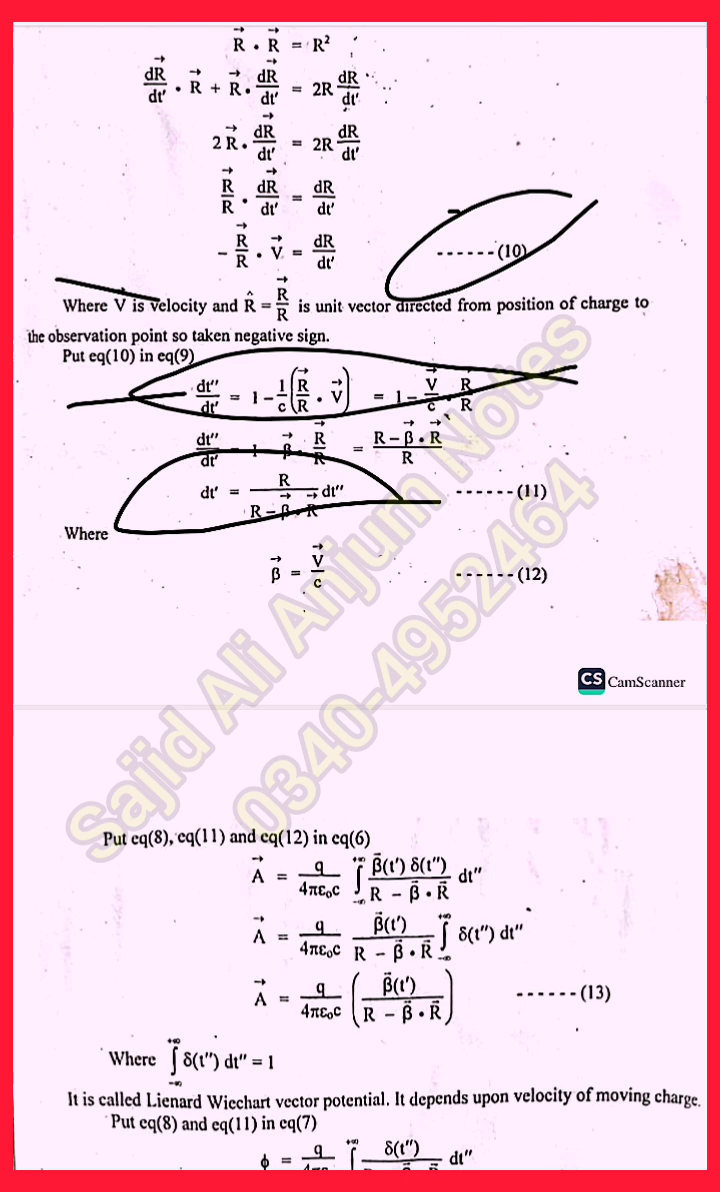 R⃗ • R⃗ = R²
dR⃗/dt′ • R⃗ + R⃗ • dR⃗/dt′ = 2R dR/dt′
2R⃗ • dR⃗/dt′ = 2R dR/dt′
R⃗/R • dR⃗/dt′ = dR/dt′
- R⃗/R • V⃗ = dR/dt′ ------(10)
Where V⃗ is velocity and R̂ = R⃗/R is unit vector directed from position of charge to
the observation point so taken negative sign.
Put eq(10) in eq(9)
dt″/dt′ = 1 - 1/c (R⃗/R • V⃗) = 1 - V⃗/c • R⃗/R
dt″/dt′ = 1 - β⃗ • R⃗/R = (R - β⃗ • R⃗)/R
dt′ = R/(R - β⃗ • R⃗) dt″ ------(11)
Where
β⃗ = V⃗/c ------(12)
CS CamScanner
Sajid Ali Anjum Notes
0340-4952464
Put eq(8), eq(11) and eq(12) in eq(6)
A⃗ = q/4πε₀c ∫₋∞⁺∞ β⃗(t′) δ(t″)/(R - β⃗ • R⃗) dt″
A⃗ = q/4πε₀c β⃗(t′)/(R - β⃗ • R⃗) ∫₋∞⁺∞ δ(t″) dt″
A⃗ = q/4πε₀c (β⃗(t′)/(R - β⃗ • R⃗)) ------(13)
Where ∫₋∞⁺∞ δ(t″) dt″ = 1
It is called Lienard Wiechart vector potential. It depends upon velocity of moving charge.
Put eq(8) and eq(11) in eq(7)
ϕ = q ∫⁺∞ δ(t″) dt″